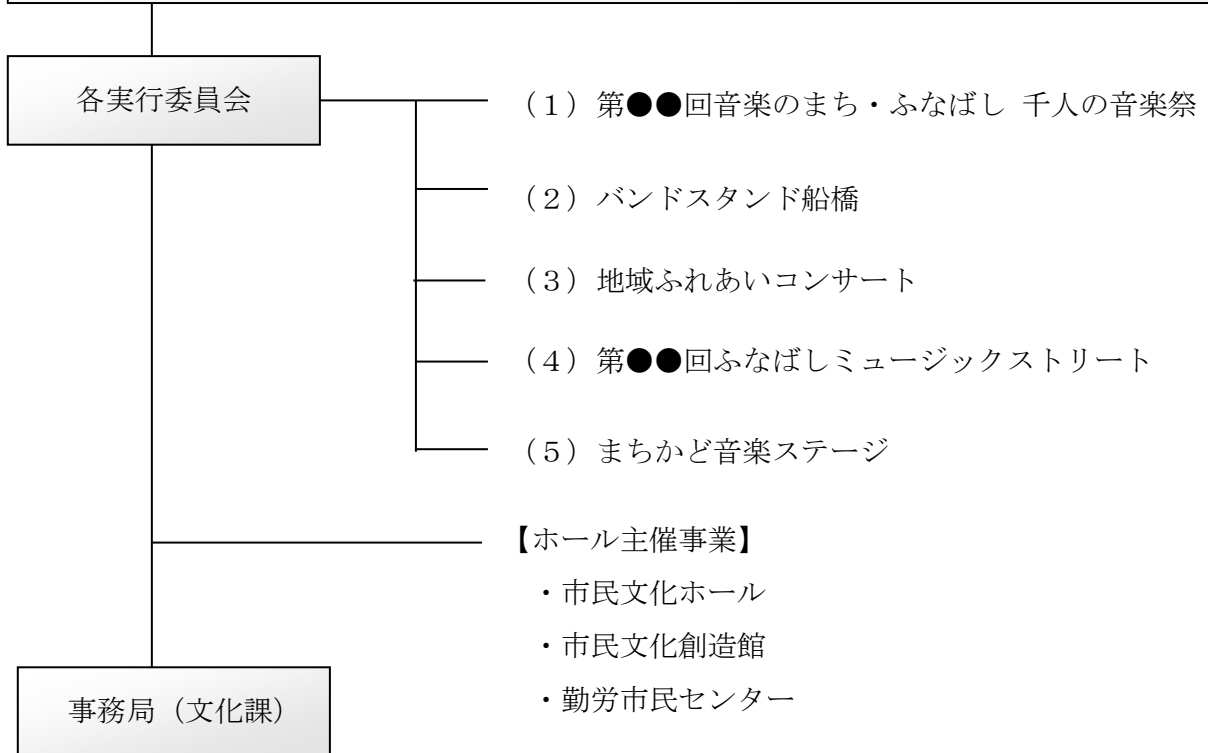 各実行委員会
（１）第●●回音楽のまち・ふなばし 千人の音楽祭
（２）バンドスタンド船橋
（３）地域ふれあいコンサート
（４）第●●回ふなばしミュージックストリート
（５）まちかど音楽ステージ
【ホール主催事業】
・市民文化ホール
・市民文化創造館
・勤労市民センター
事務局（文化課）